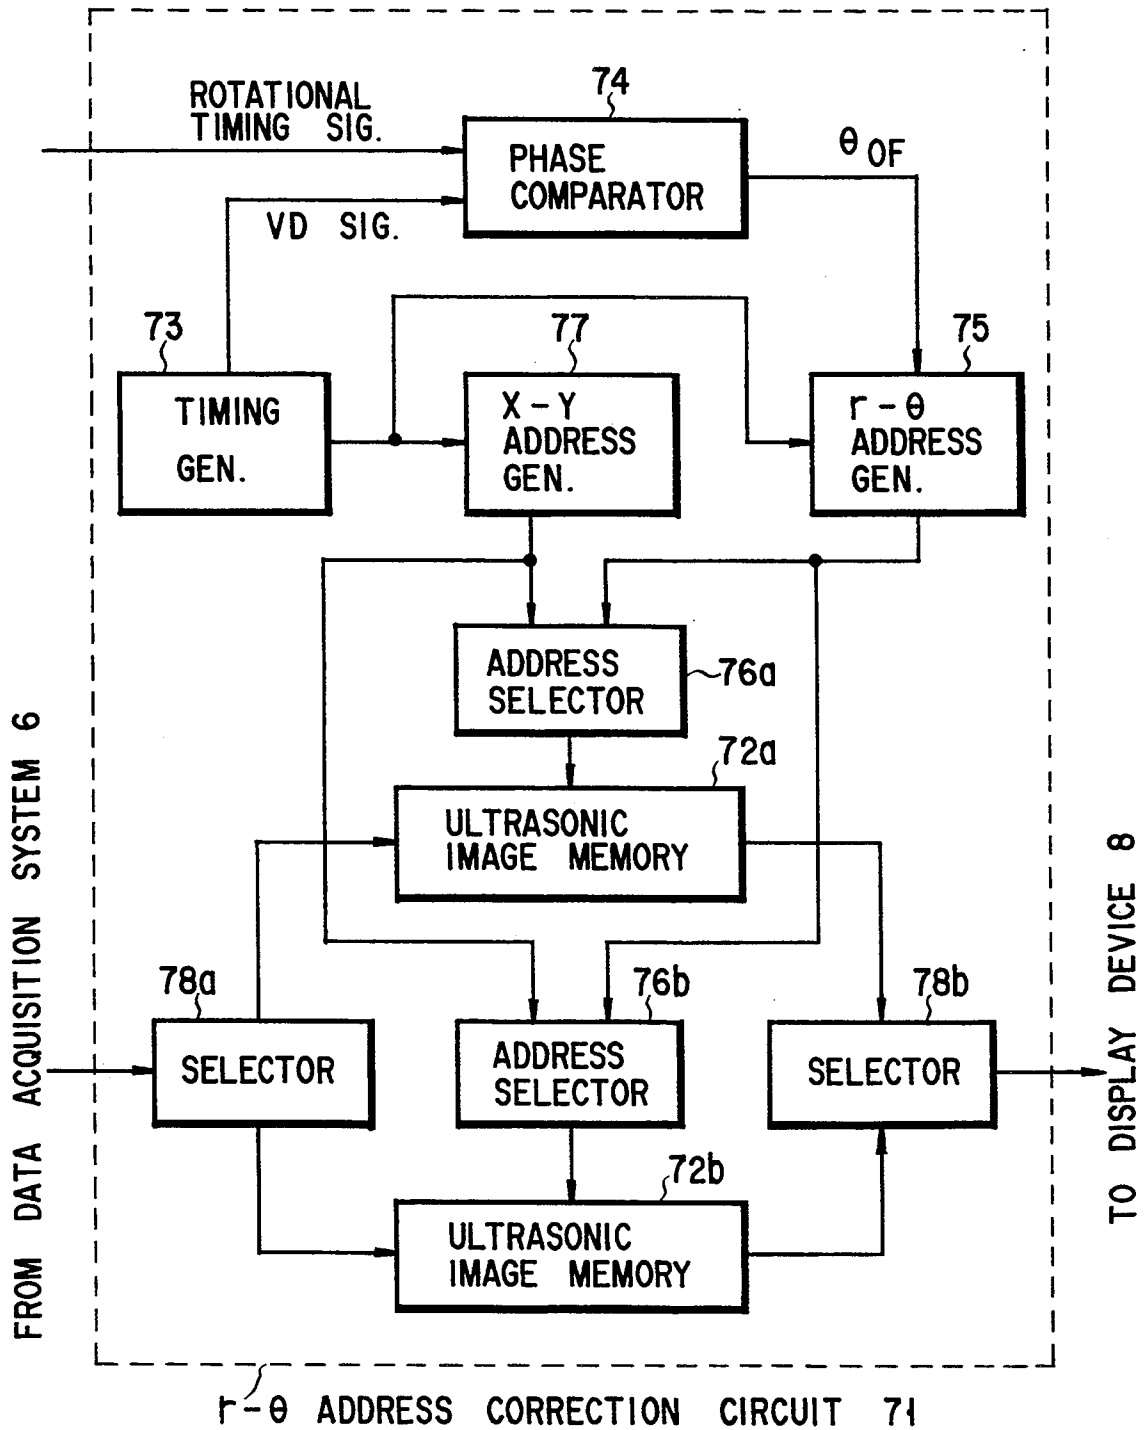 74
ROTATIONAL
TIMING SIG.
PHASE
COMPARATOR
θ OF
VD SIG.
73
77
75
TIMING
GEN.
X-Y
ADDRESS
GEN.
r-θ
ADDRESS
GEN.
ADDRESS
SELECTOR
76a
72a
ULTRASONIC
IMAGE MEMORY
78a
76b
78b
SELECTOR
ADDRESS
SELECTOR
SELECTOR
72b
ULTRASONIC
IMAGE MEMORY
FROM DATA ACQUISITION SYSTEM 6
TO DISPLAY DEVICE 8
r-θ ADDRESS CORRECTION CIRCUIT 71